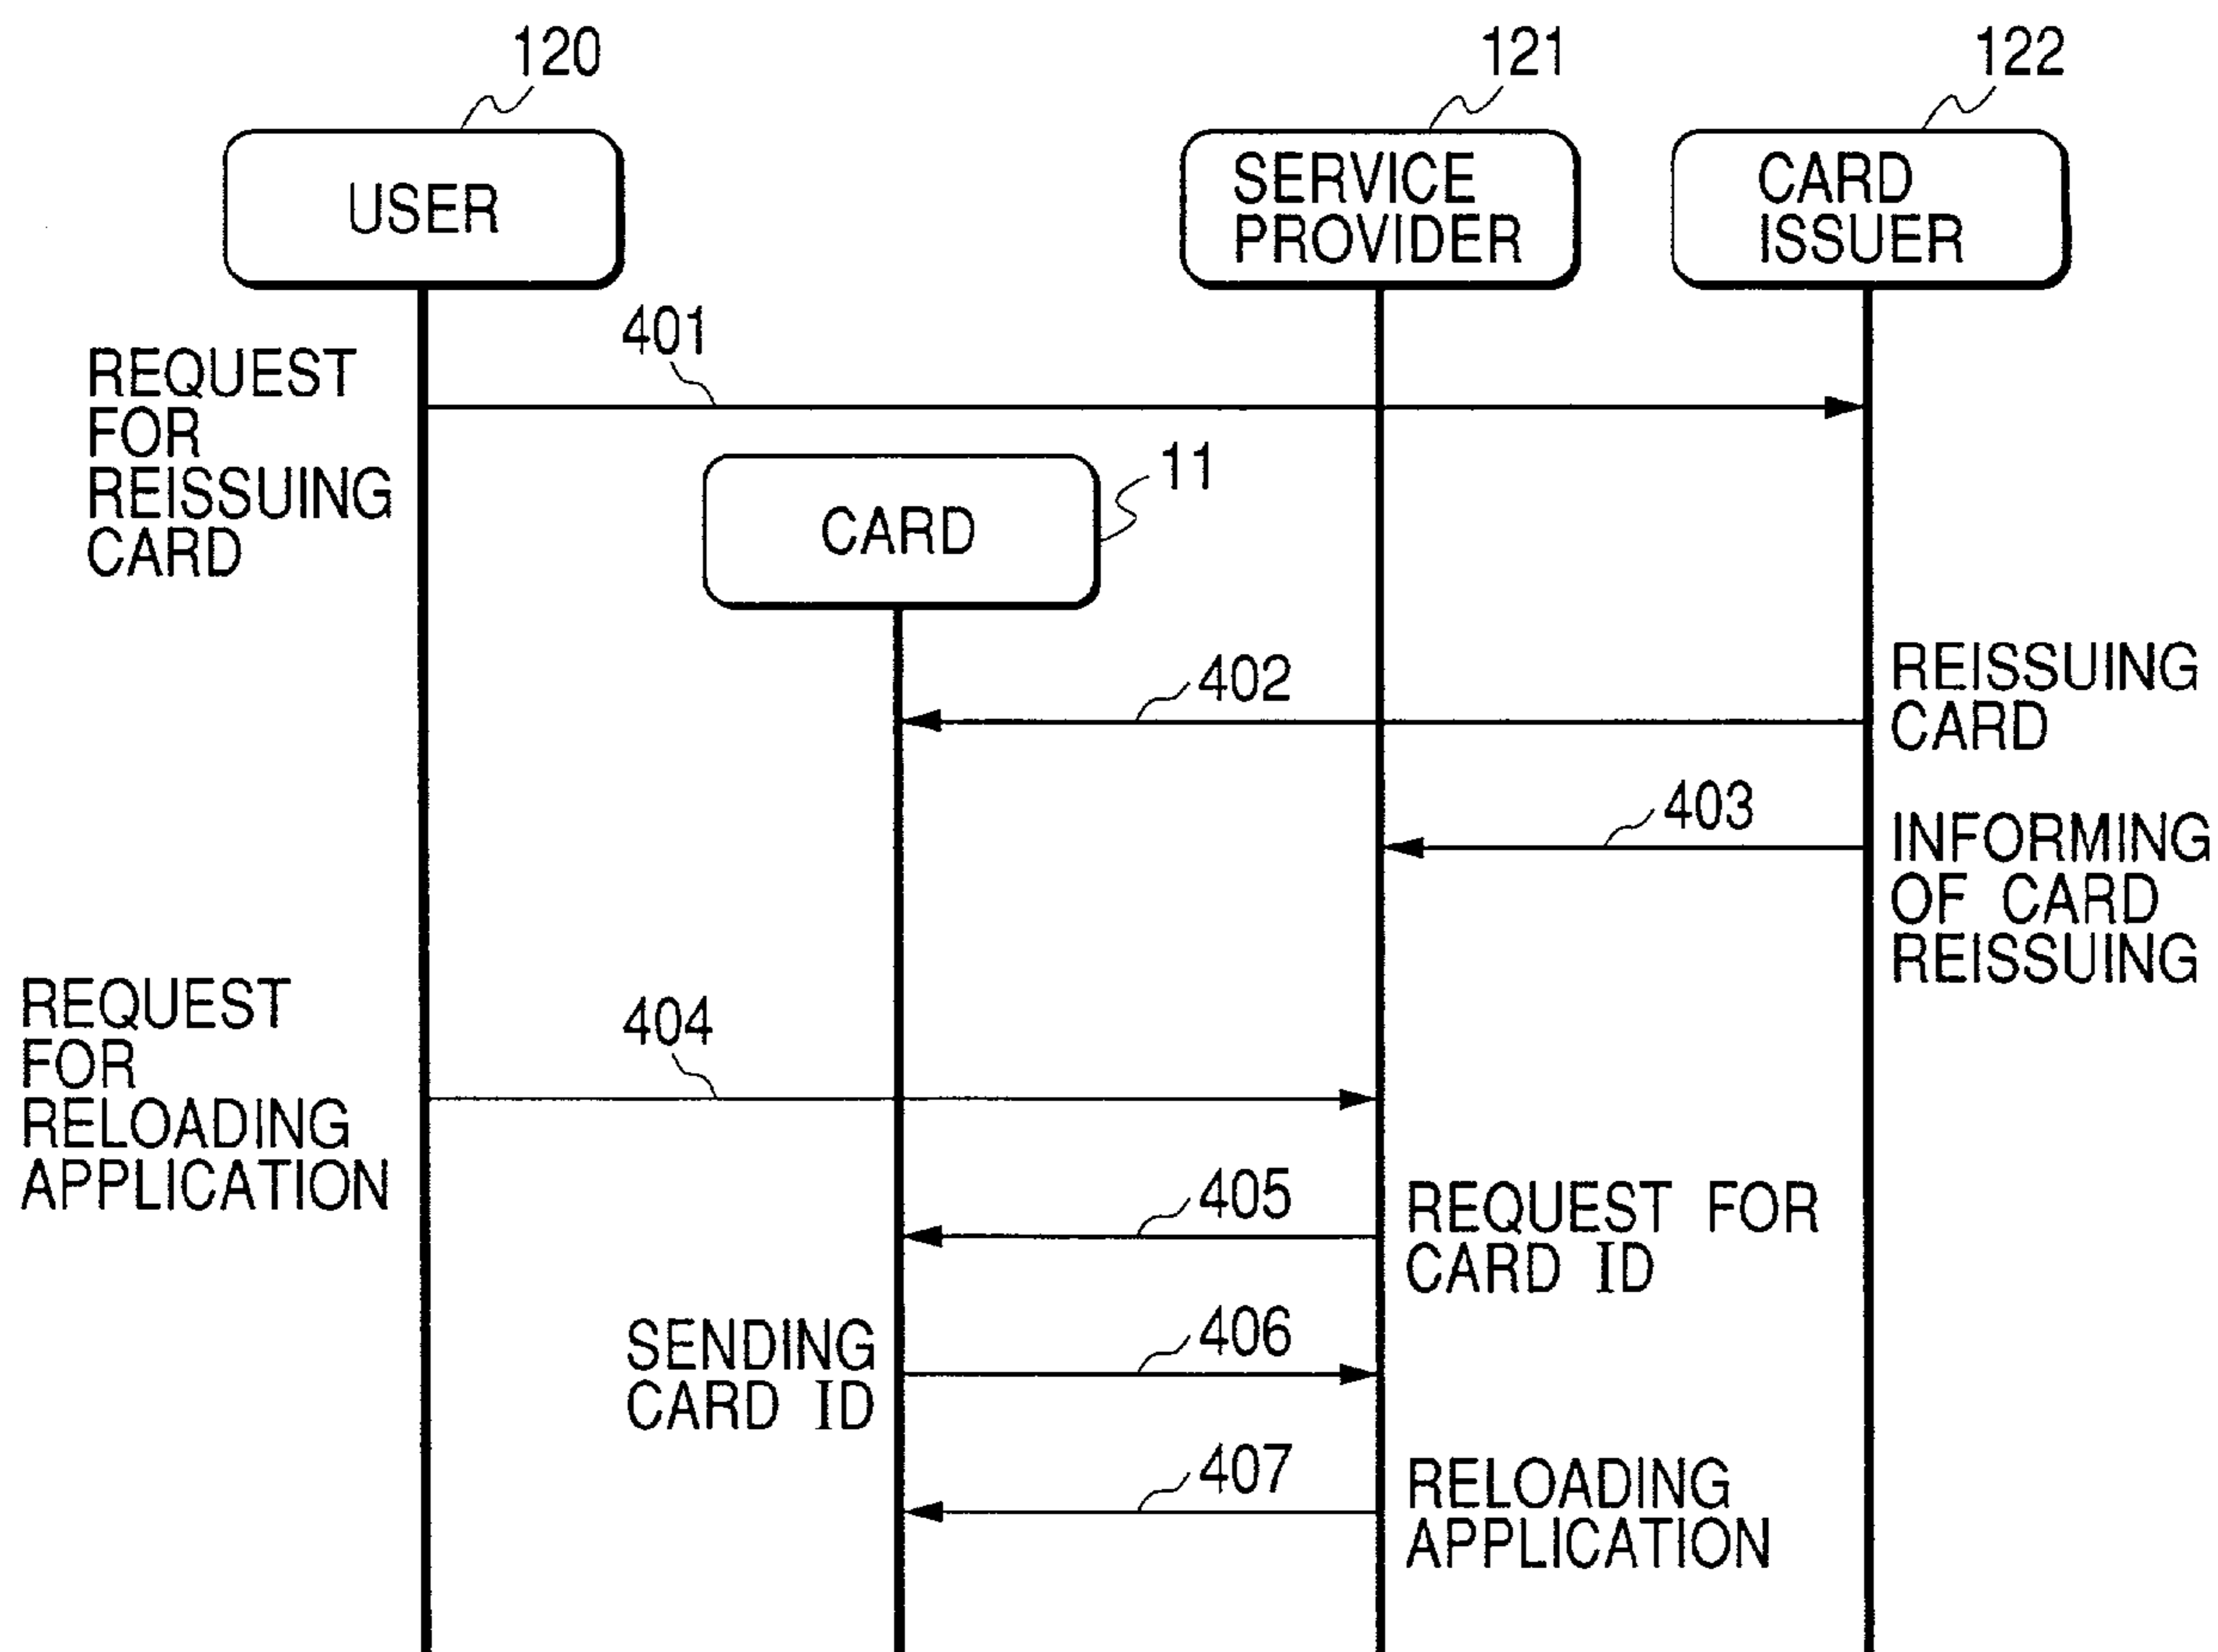 120
121
122
USER
SERVICE
PROVIDER
CARD
ISSUER
401
REQUEST
FOR
REISSUING
CARD
11
CARD
402
REISSUING
CARD
403
INFORMING
OF CARD
REISSUING
REQUEST
FOR
RELOADING
APPLICATION
404
405
REQUEST FOR
CARD ID
SENDING
CARD ID
406
407
RELOADING
APPLICATION